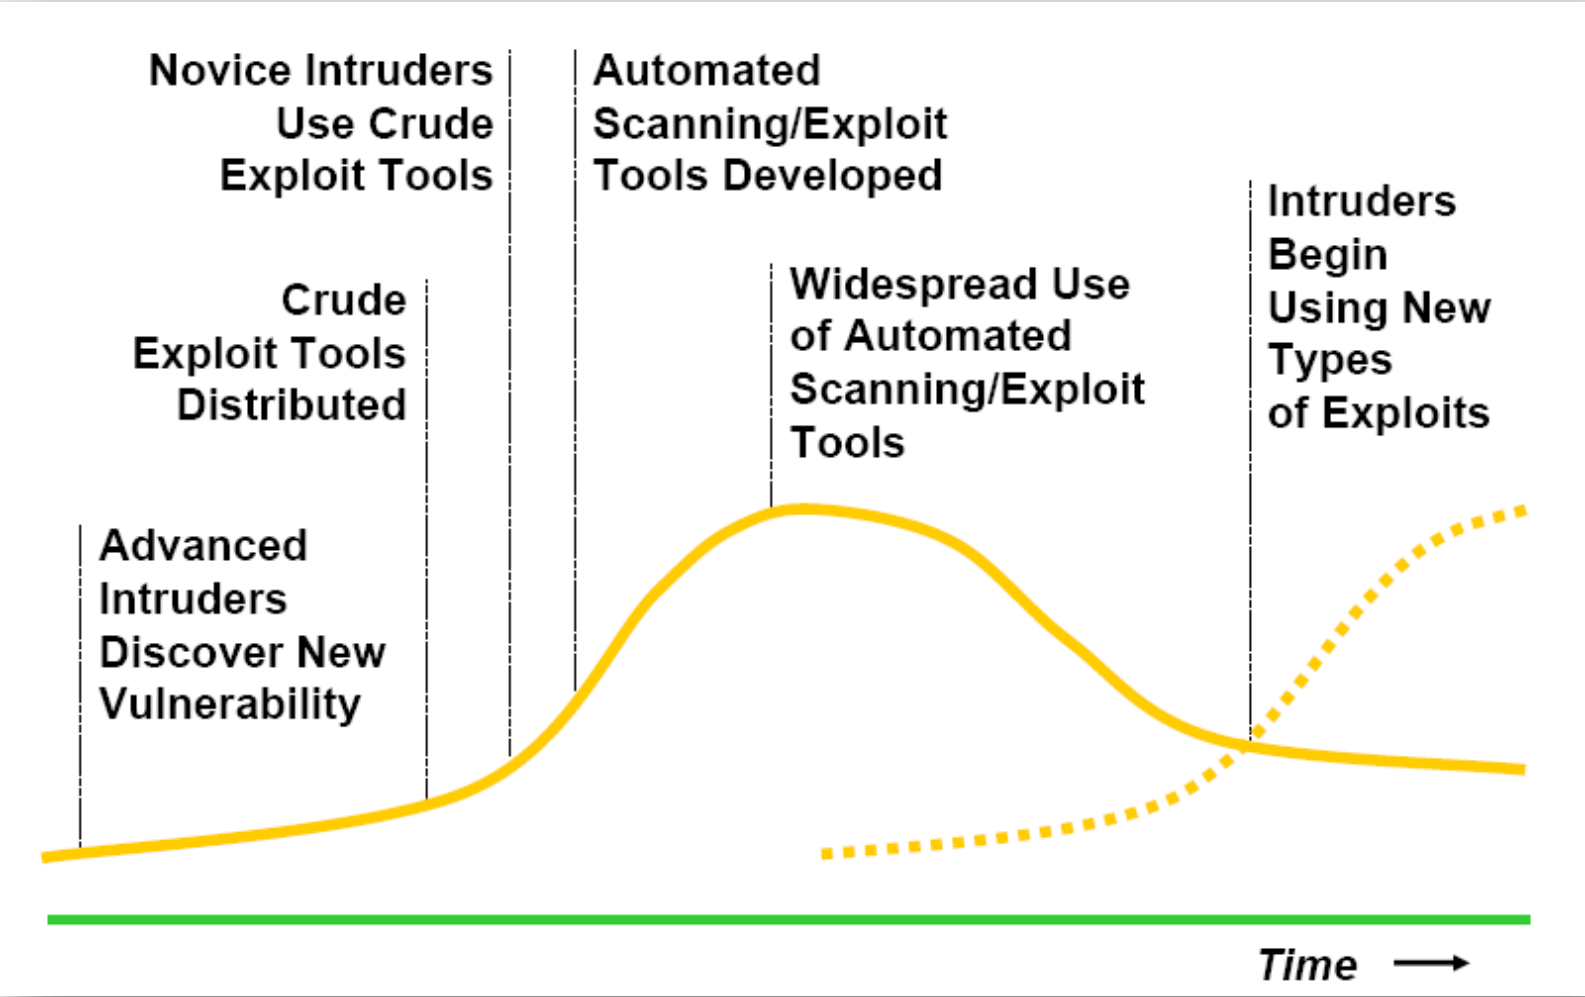 Novice Intruders
Use Crude
Exploit Tools
Automated
Scanning/Exploit
Tools Developed
Intruders
Begin
Using New
Types
of Exploits
Crude
Exploit Tools
Distributed
Widespread Use
of Automated
Scanning/Exploit
Tools
Advanced
Intruders
Discover New
Vulnerability
Time